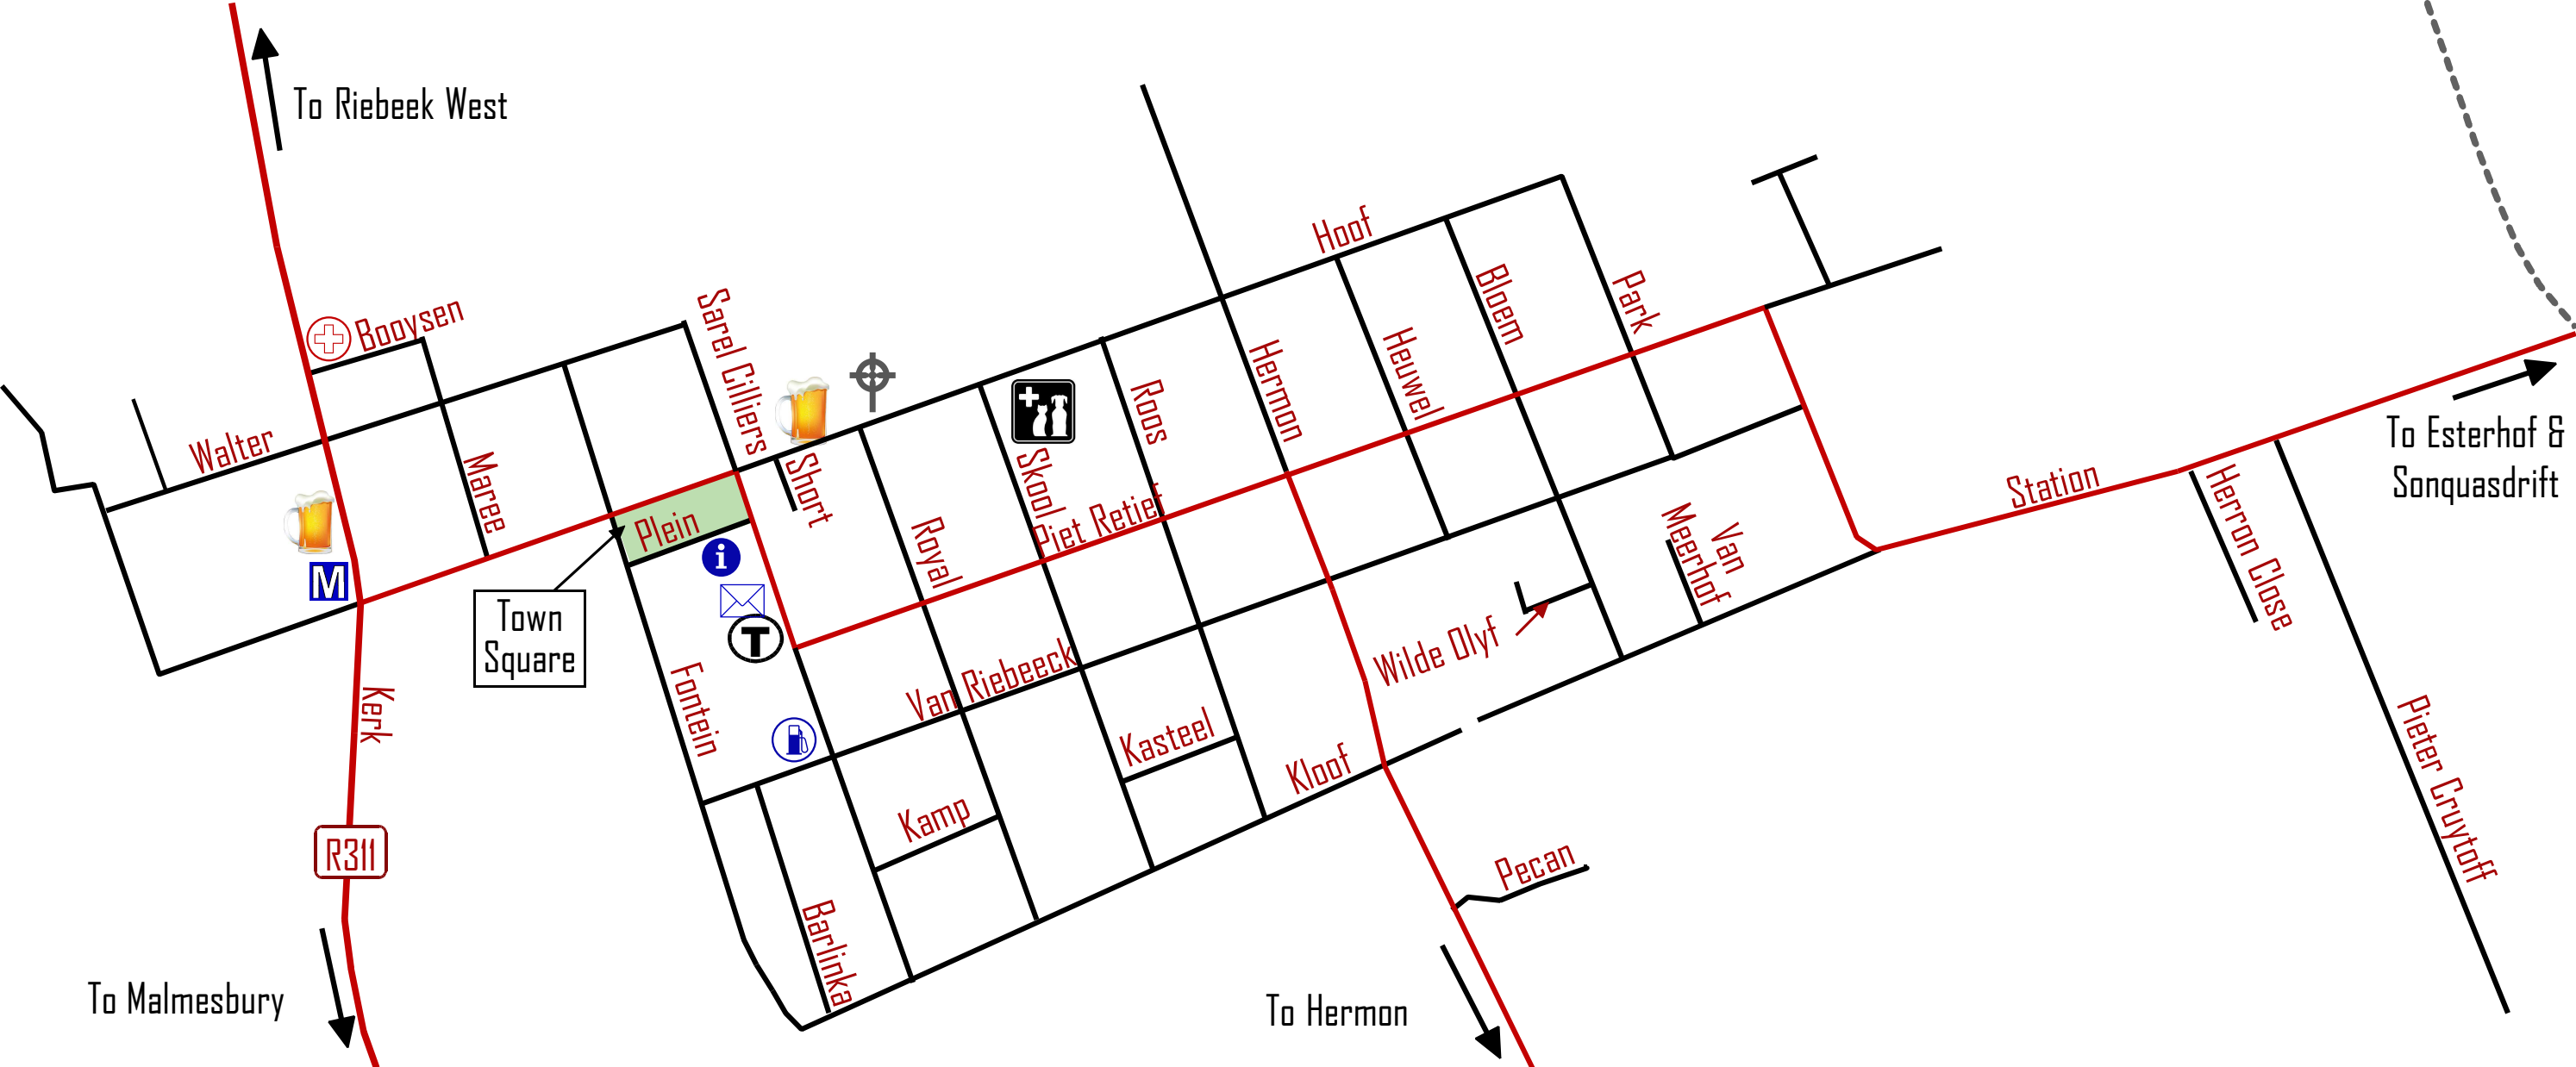 To Riebeek West
Hoof
Booysen
Sarel Cilliers
Bloem
Park
Walter
Maree
Short
Skool
Roos
Hermon
Heuwel
To Esterhof &
Sonquasdrift
Plein
i
Royal
Piet Retief
Van
Meerhof
Station
Herron Close
M
Town
Square
T
Wilde Olyf
Kerk
Fontein
Van Riebeeck
Kasteel
Kloof
Pieter Cruytoff
Kamp
R311
Pecan
Barlinka
To Malmesbury
To Hermon